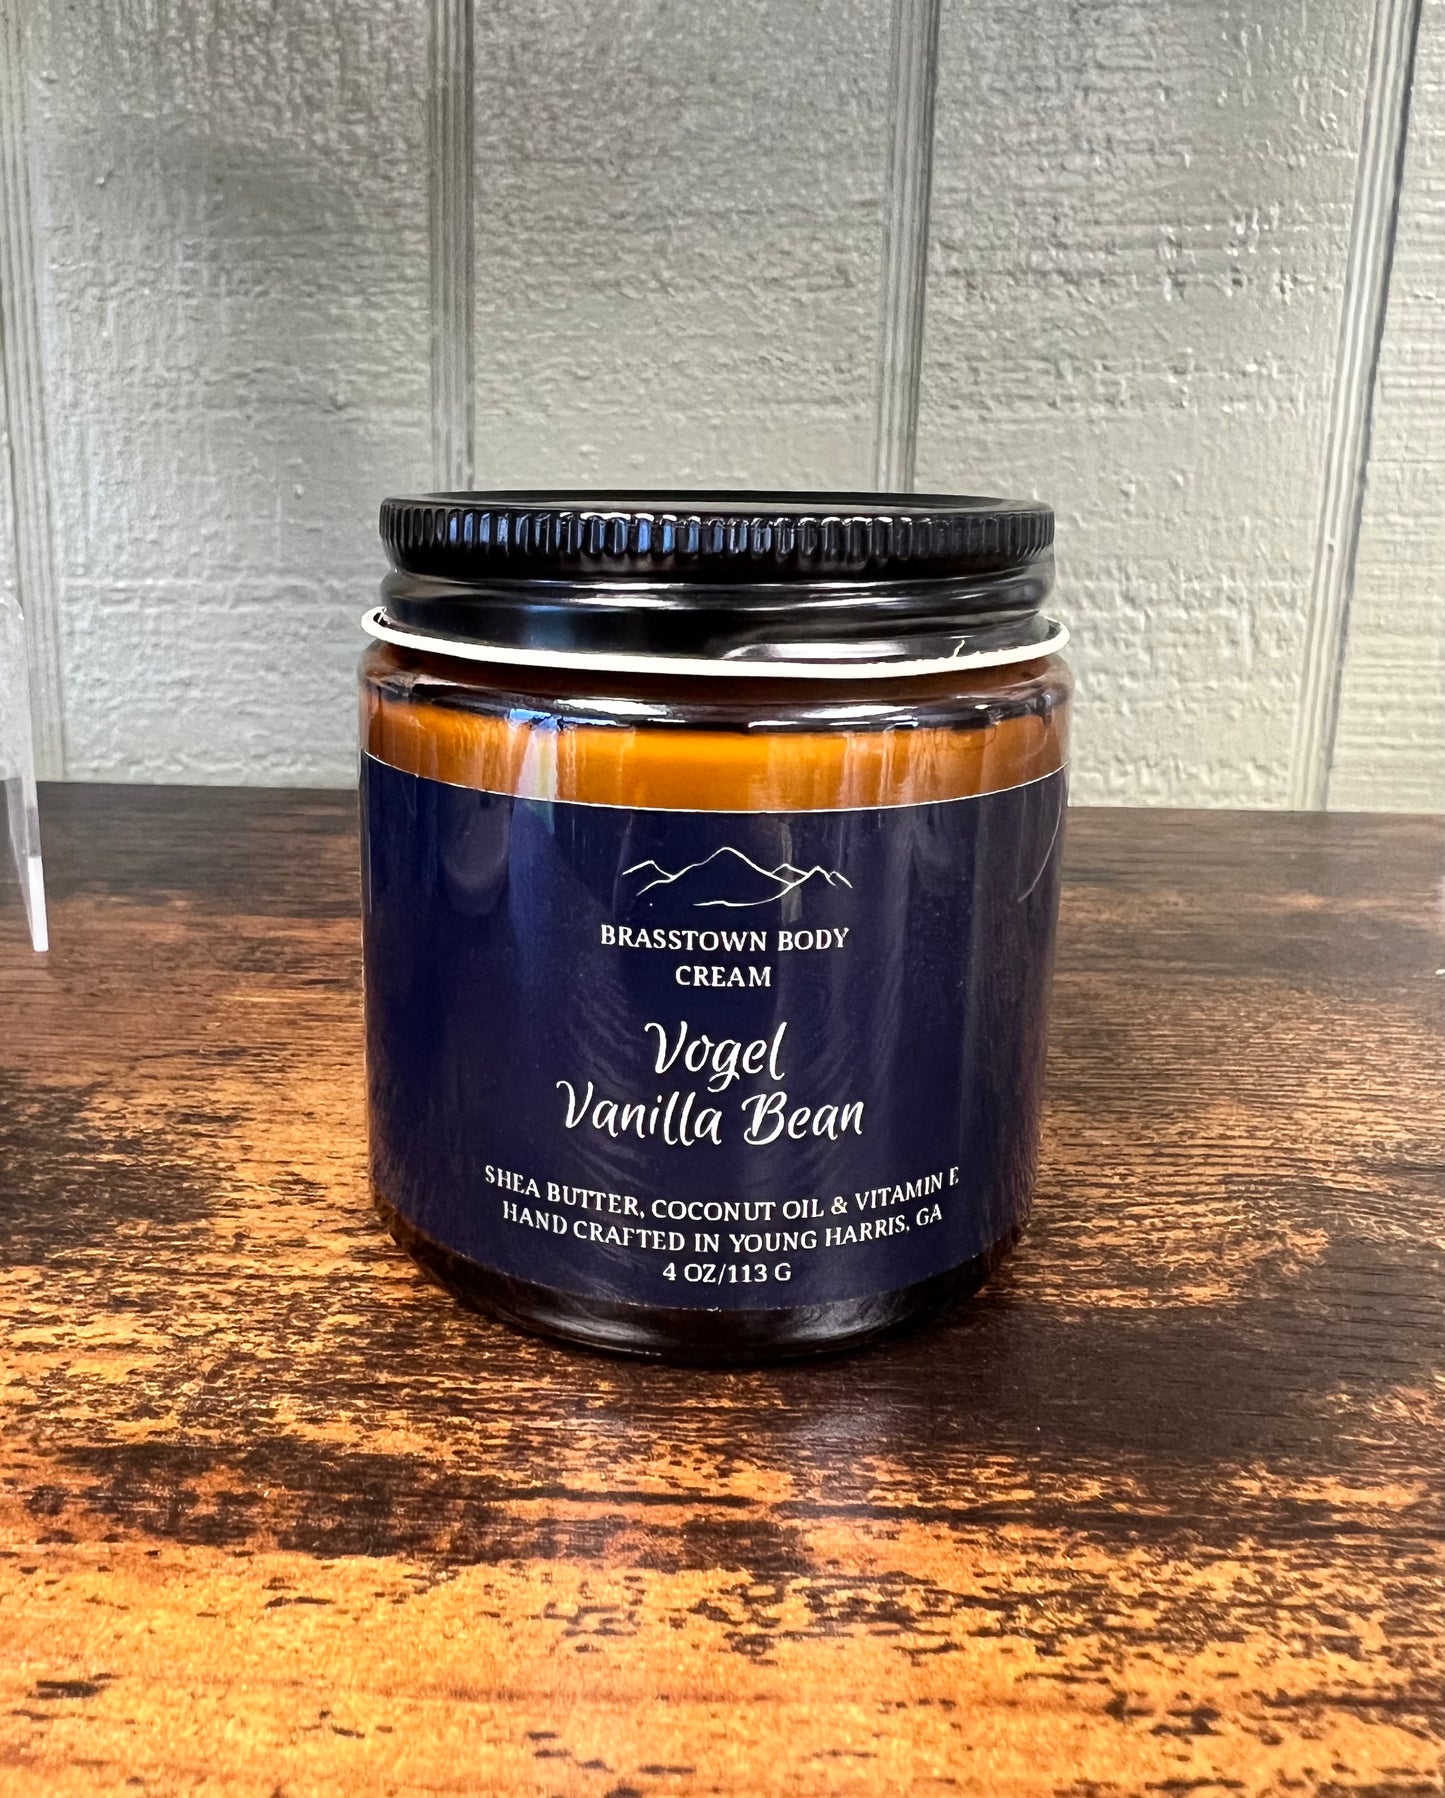 BRASSTOWN BODY
CREAM
Vogel
Vanilla Bean
SHEA BUTTER, COCONUT OIL & VITAMIN E
HAND CRAFTED IN YOUNG HARRIS, GA
4 OZ/113 G